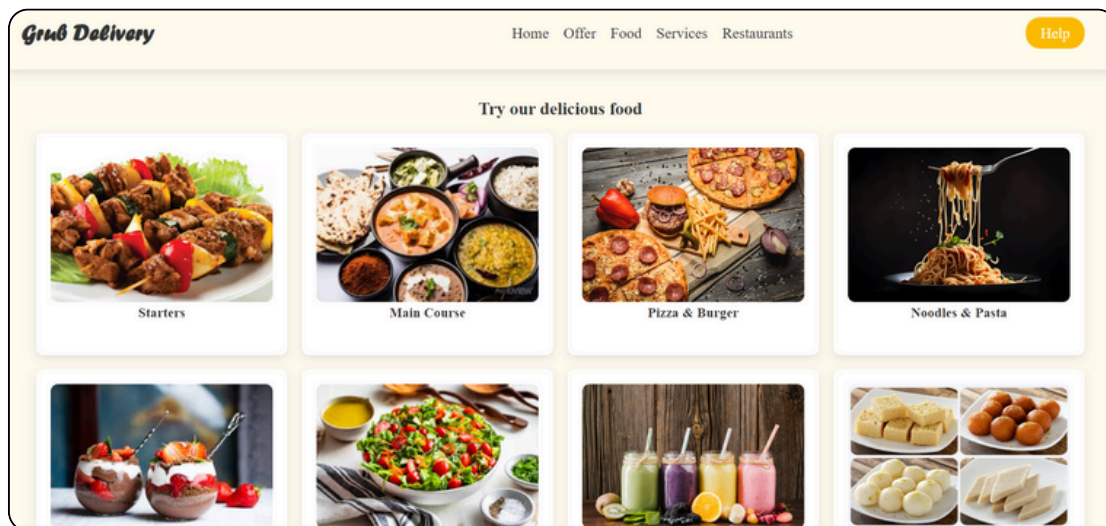 Grub Delivery
Home Offer Food Services Restaurants
Help
Try our delicious food
Starters
Main Course
Pizza & Burger
Noodles & Pasta